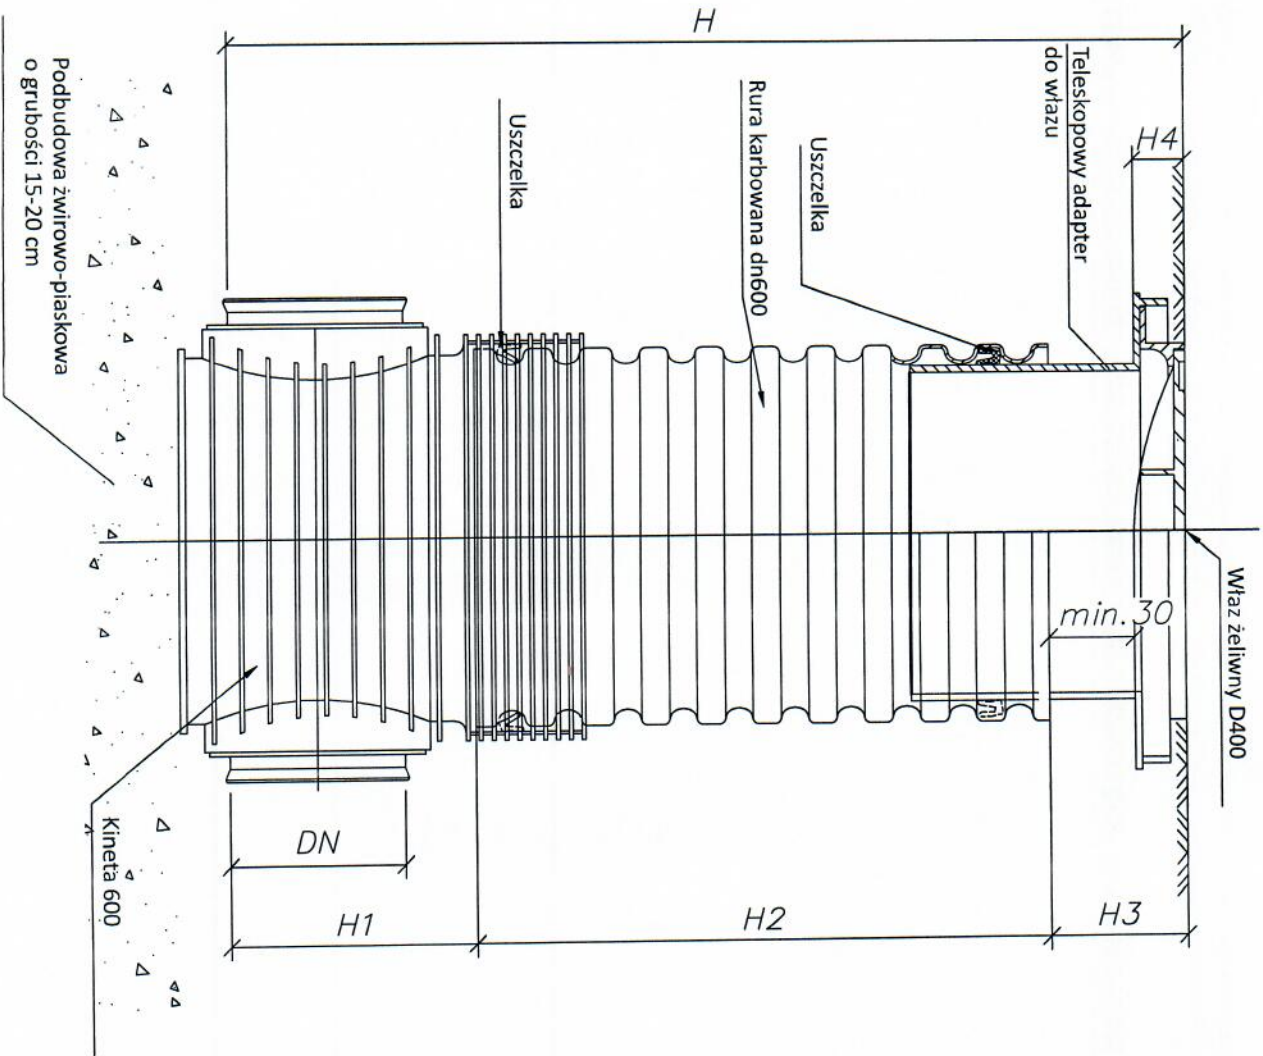 H
Teleskopowy adapter
do włazu
H4
Uszczelka
Rura karbowana dn600
Uszczelka
Podbudowa żwirowo-piaskowa
o grubości 15-20 cm
Właz żeliwny D400
min. 30
Kineta 600
DN
H1
H2
H3